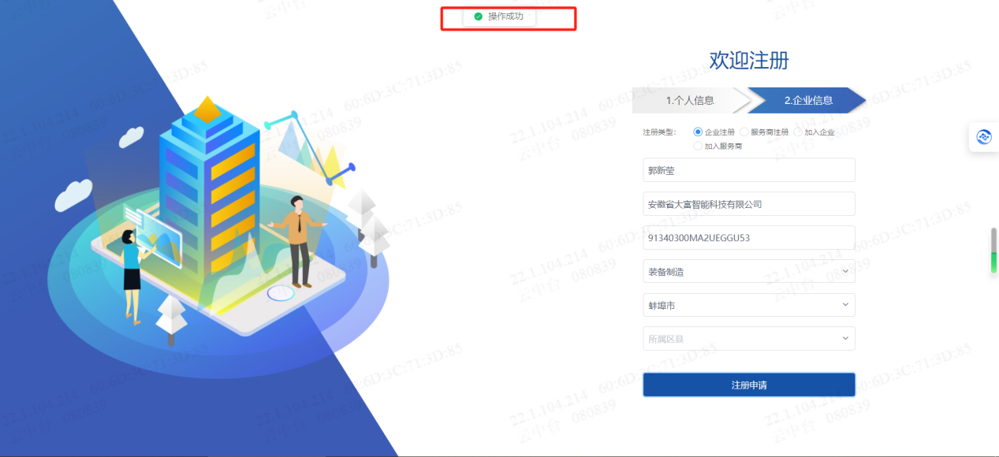 操作成功
欢迎注册
1.个人信息
2.企业信息
注册类型:
企业注册
服务商注册
加入企业
加入服务商
郭新莹
安徽省大富智能科技有限公司
91340300MA2UEGGU53
装备制造
蚌埠市
所属区县
注册申请
22.1.104.214 60:6D:3C:71:3D:85
云中台 080839